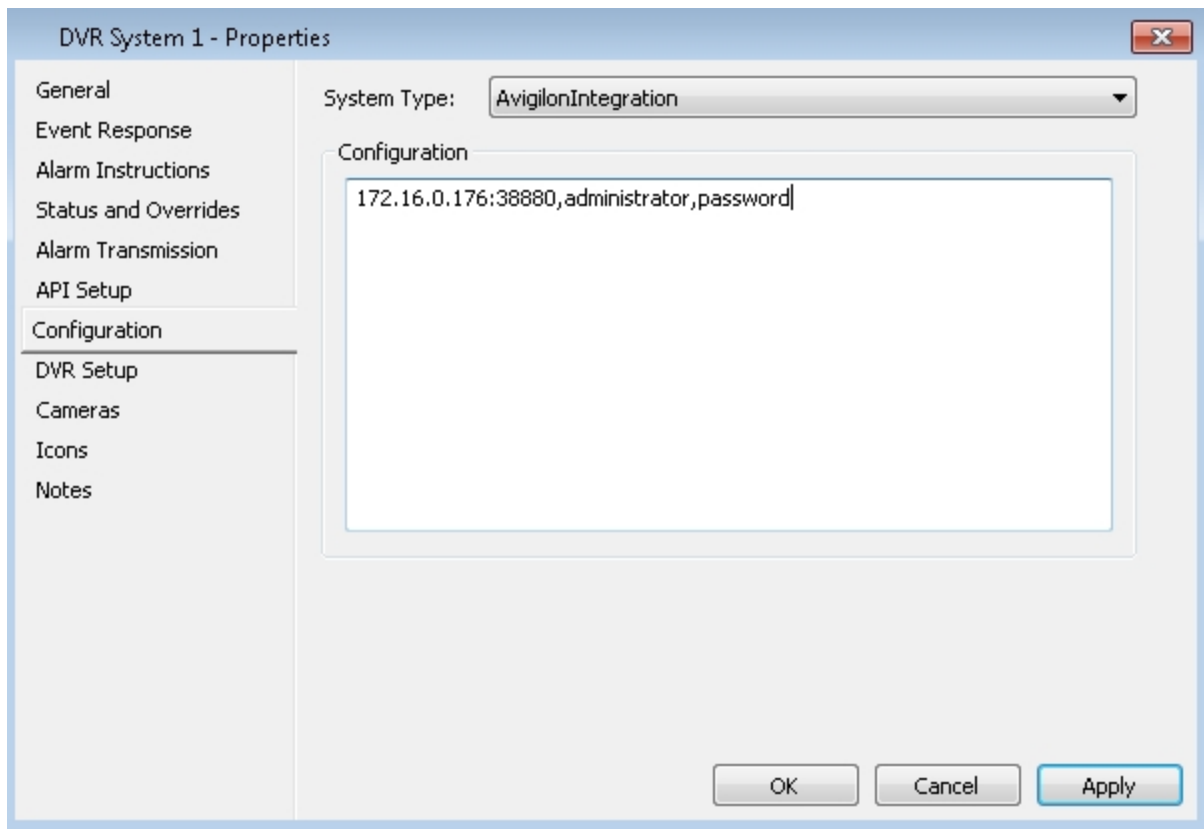 DVR System 1 - Properties
General
Event Response
Alarm Instructions
Status and Overrides
Alarm Transmission
API Setup
Configuration
DVR Setup
Cameras
Icons
Notes
System Type: AvigilonIntegration
Configuration
172.16.0.176:38880,administrator,password
OK Cancel Apply